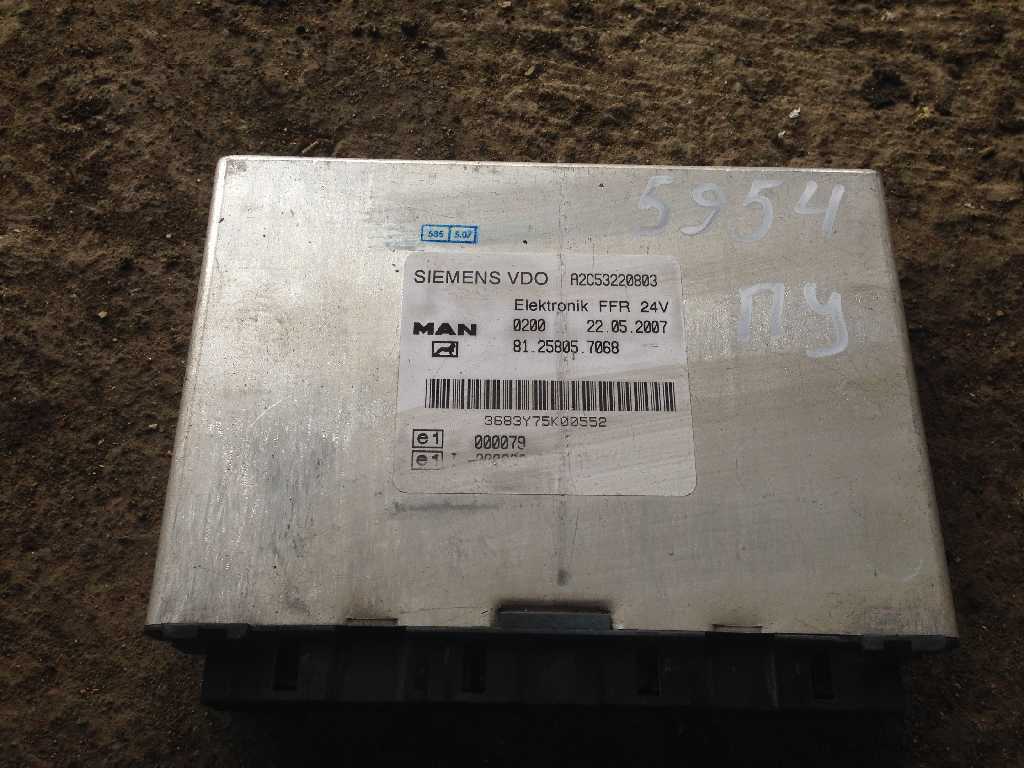 5954
ПУ
585 5.07
SIEMENS VDO A2C53220803
Elektronik FFR 24V
MAN 0200 22.05.2007
81.25805.7068
3683Y75K00552
e1 000079
e1